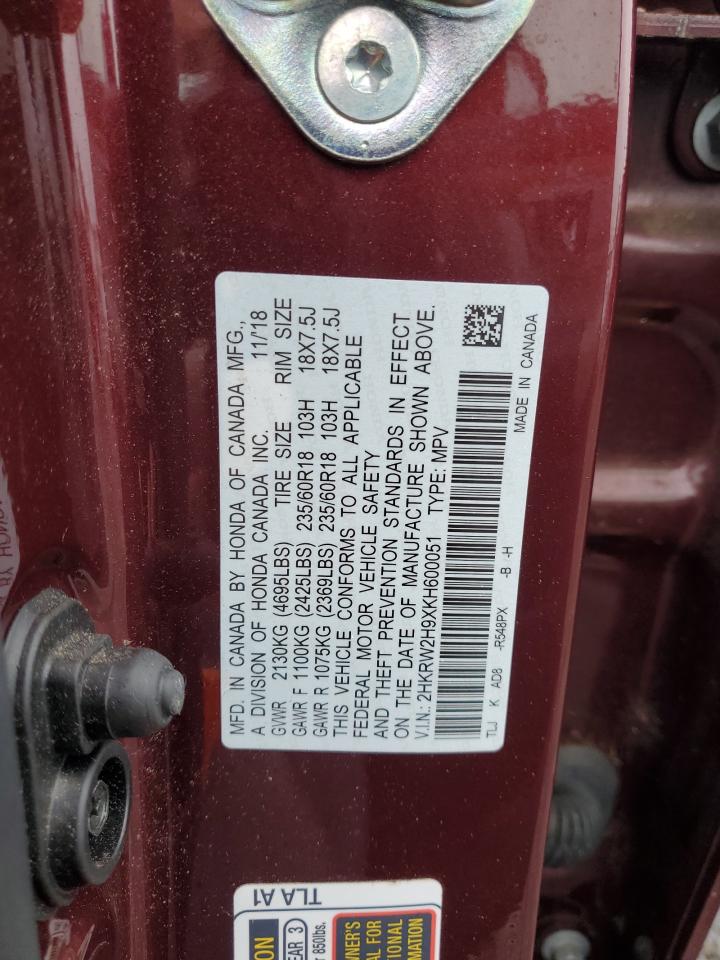 MFD. IN CANADA BY HONDA OF CANADA MFG.,
A DIVISION OF HONDA CANADA INC. 11/'18
GVWR 2130KG (4695LBS) TIRE SIZE RIM SIZE
GAWR F 1100KG (2425LBS) 235/60R18 103H 18X7.5J
GAWR R 1075KG (2369LBS) 235/60R18 103H 18X7.5J
THIS VEHICLE CONFORMS TO ALL APPLICABLE
FEDERAL MOTOR VEHICLE SAFETY
AND THEFT PREVENTION STANDARDS IN EFFECT
ON THE DATE OF MANUFACTURE SHOWN ABOVE.
V.I.N.: 2HKRW2H9XKH600051 TYPE: MPV
TLJ K AD8 -R548PX -B -H
MADE IN CANADA
TLA A1
850lbs.